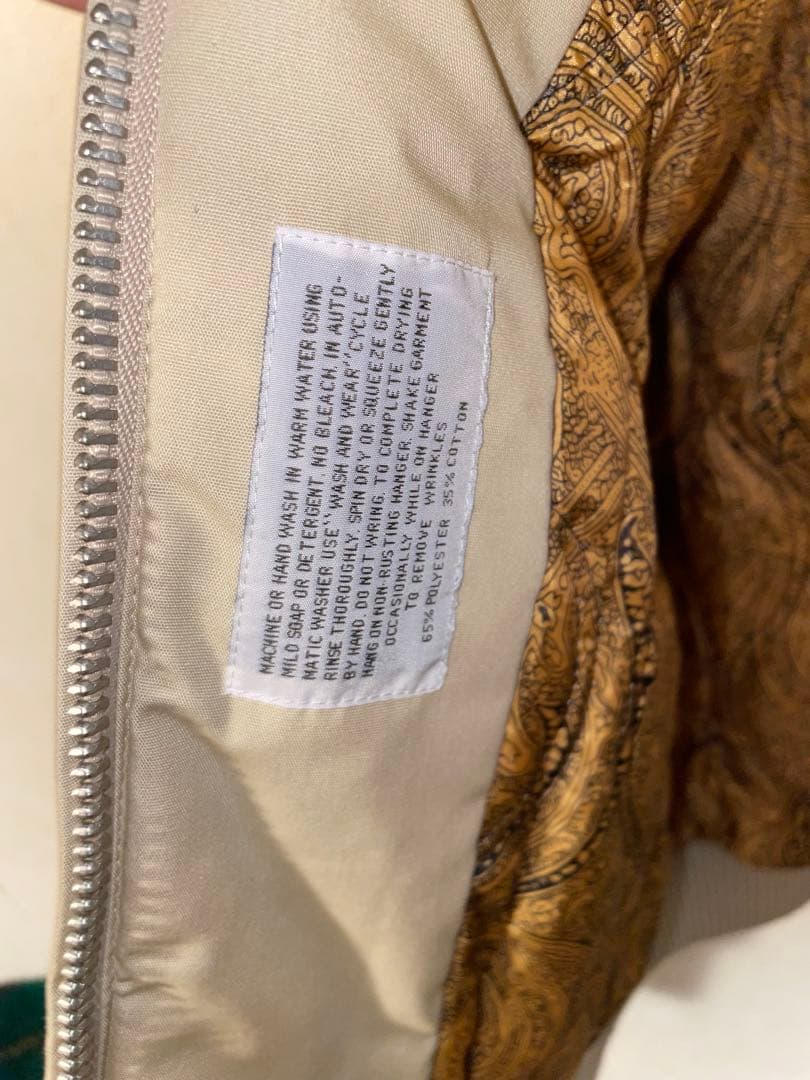 MACHINE OR HAND WASH IN WARM WATER USING
MILD SOAP OR DETERGENT, NO BLEACH, IN AUTO-
MATIC WASHER USE "WASH AND WEAR" CYCLE
RINSE THOROUGHLY. SPIN DRY OR SQUEEZE GENTLY
BY HAND. DO NOT WRING. TO COMPLETE DRYING
HANG ON NON-RUSTING HANGER. SHAKE GARMENT
OCCASIONALLY WHILE ON HANGER
TO REMOVE WRINKLES
65% POLYESTER 35% COTTON